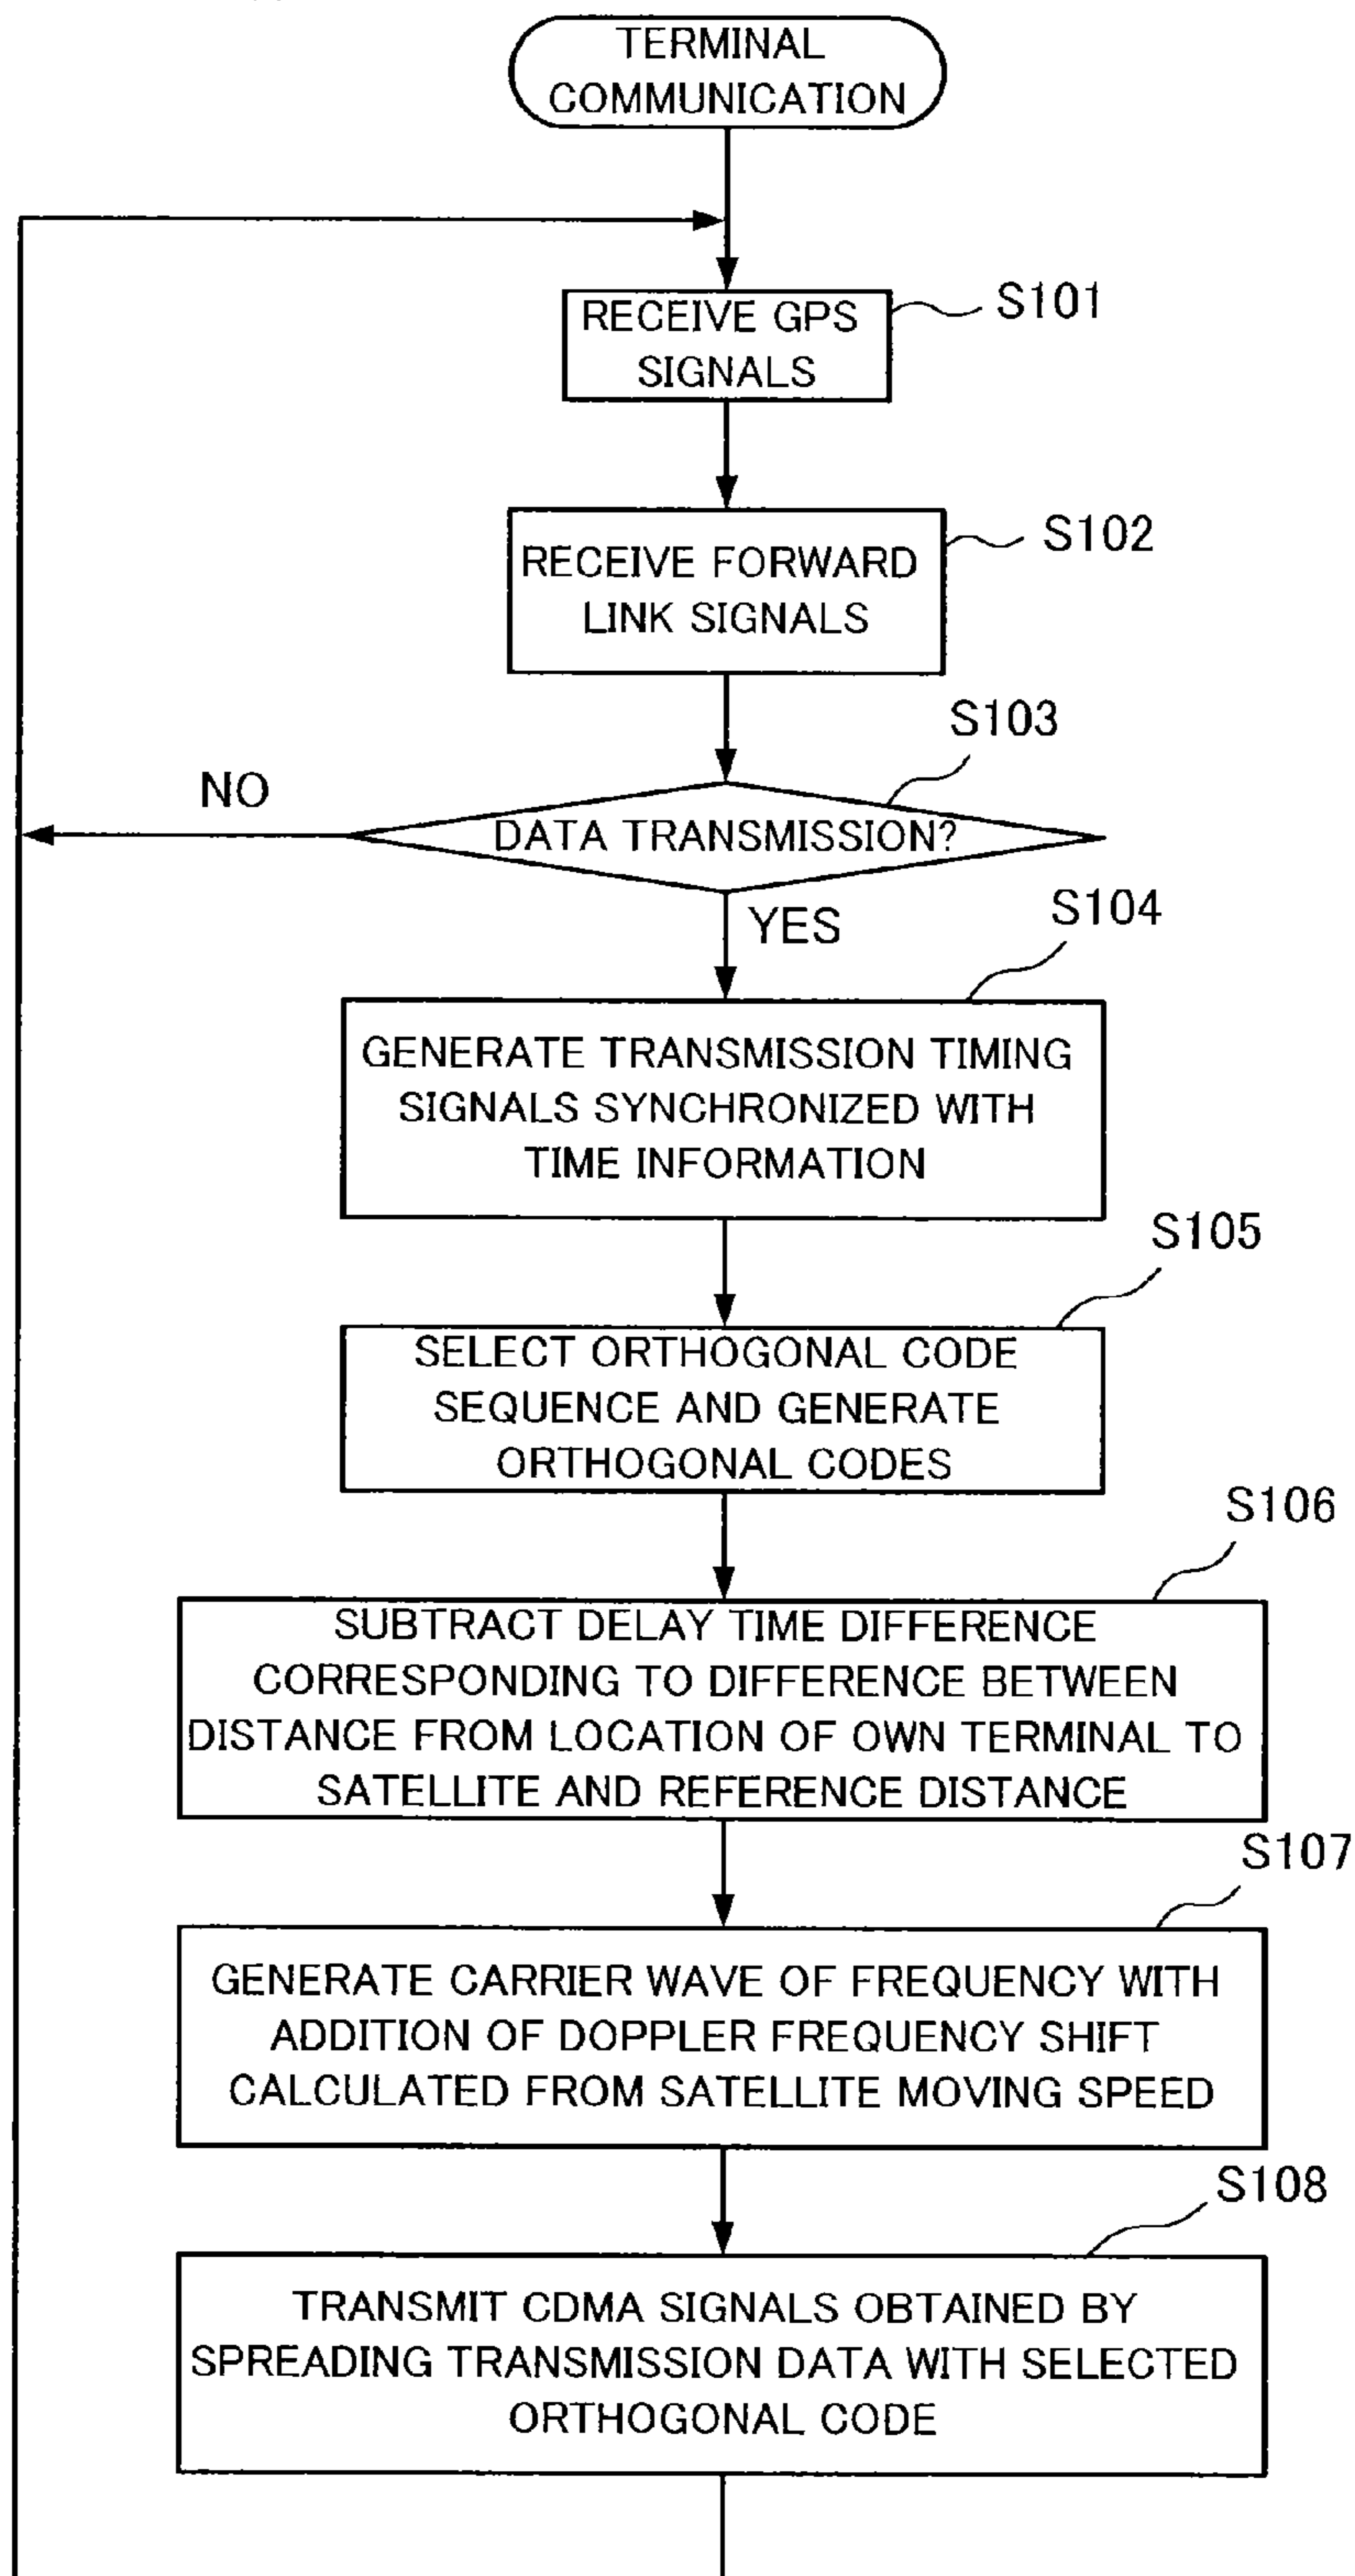 TERMINAL
COMMUNICATION
RECEIVE GPS
SIGNALS
S101
RECEIVE FORWARD
LINK SIGNALS
S102
S103
NO
DATA TRANSMISSION?
YES
S104
GENERATE TRANSMISSION TIMING
SIGNALS SYNCHRONIZED WITH
TIME INFORMATION
S105
SELECT ORTHOGONAL CODE
SEQUENCE AND GENERATE
ORTHOGONAL CODES
S106
SUBTRACT DELAY TIME DIFFERENCE
CORRESPONDING TO DIFFERENCE BETWEEN
DISTANCE FROM LOCATION OF OWN TERMINAL TO
SATELLITE AND REFERENCE DISTANCE
S107
GENERATE CARRIER WAVE OF FREQUENCY WITH
ADDITION OF DOPPLER FREQUENCY SHIFT
CALCULATED FROM SATELLITE MOVING SPEED
S108
TRANSMIT CDMA SIGNALS OBTAINED BY
SPREADING TRANSMISSION DATA WITH SELECTED
ORTHOGONAL CODE